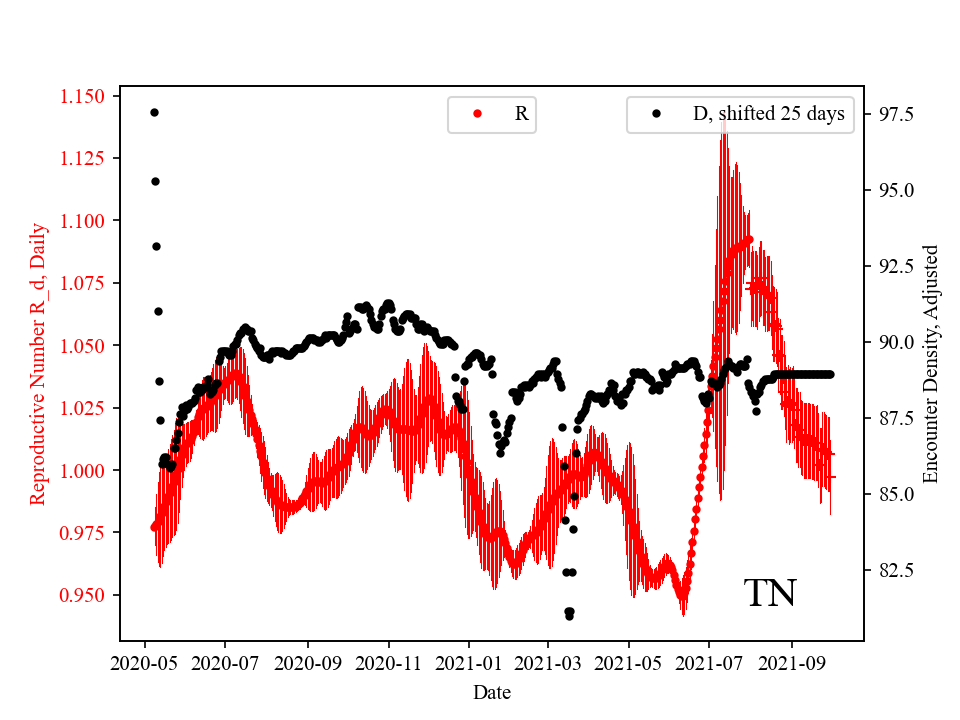 R
D, shifted 25 days
1.150
1.125
1.100
1.075
1.050
1.025
1.000
0.975
0.950
Reproductive Number R_d, Daily
97.5
95.0
92.5
90.0
87.5
85.0
82.5
Encounter Density, Adjusted
TN
2020-05 2020-07 2020-09 2020-11 2021-01 2021-03 2021-05 2021-07 2021-09
Date